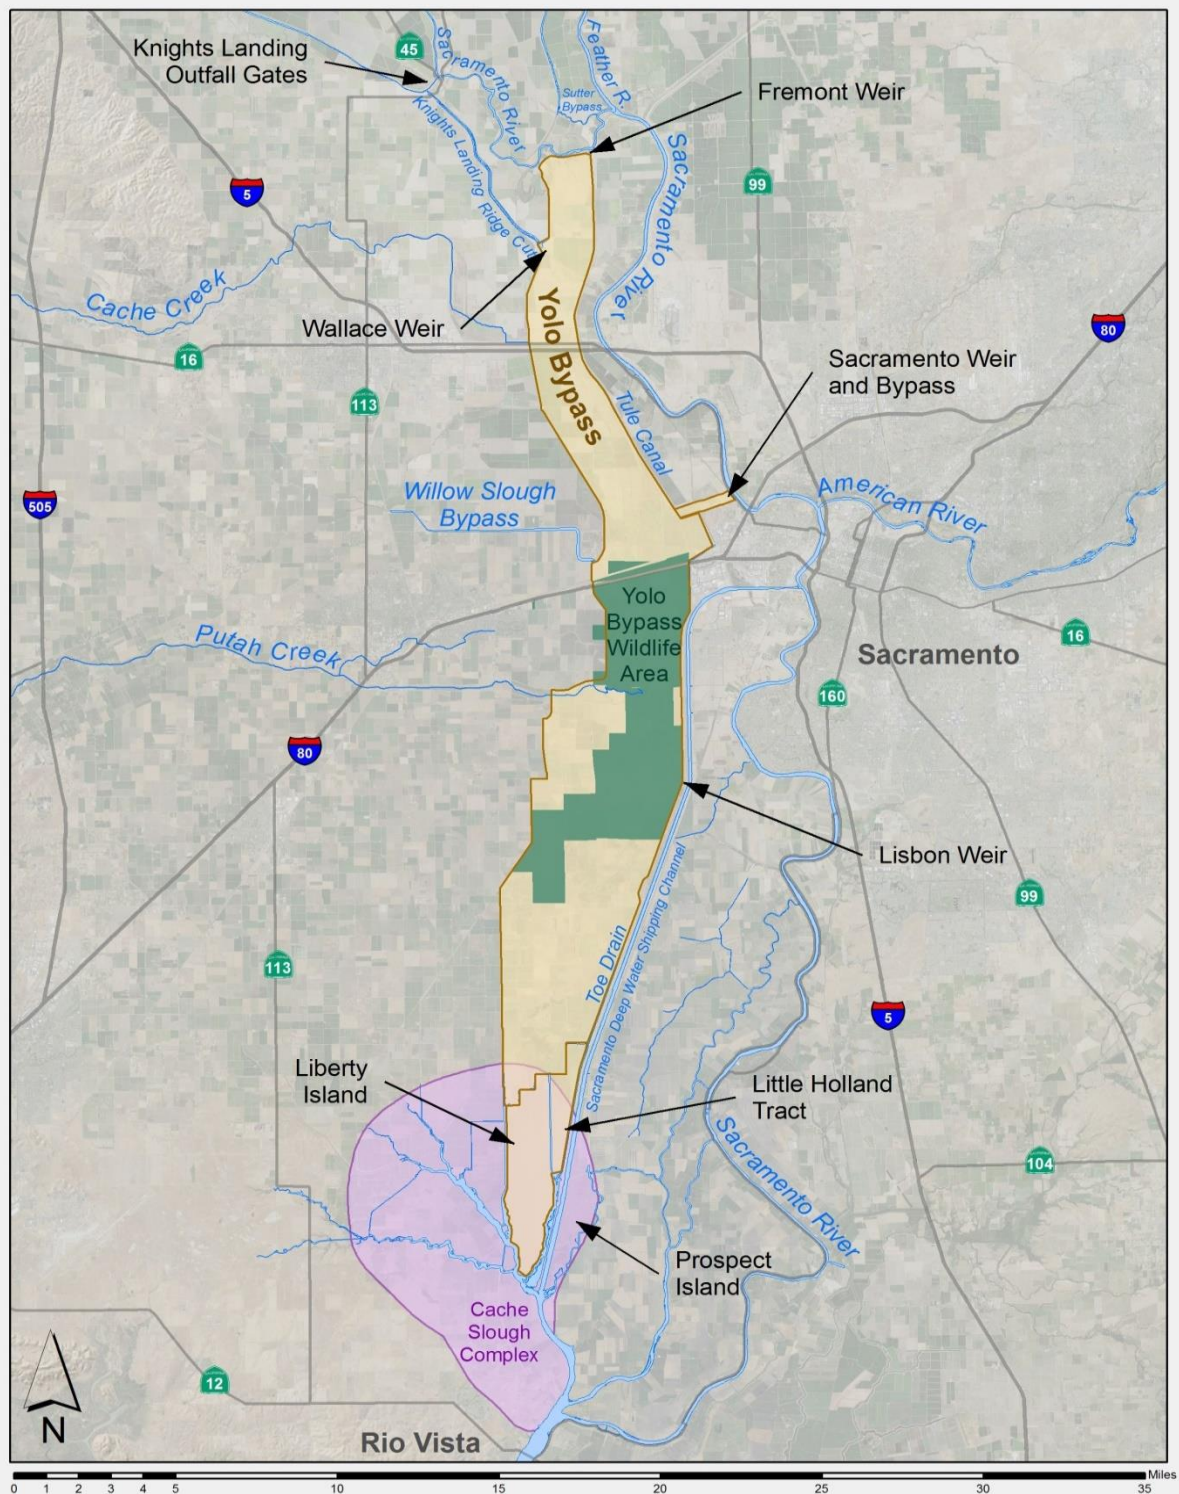 Knights Landing
Outfall Gates
45
Sacramento River
Feather R.
Sutter
Bypass
Fremont Weir
Knights Landing Ridge Cut
Sacramento River
99
5
Cache Creek
Wallace Weir
Yolo Bypass
80
16
Sacramento Weir
and Bypass
113
Tule Canal
505
Willow Slough
Bypass
American River
Yolo
Bypass
Wildlife
Area
Putah Creek
Sacramento
16
160
80
Lisbon Weir
99
113
Toe Drain
Sacramento Deep Water Shipping Channel
5
Liberty
Island
Little Holland
Tract
Sacramento River
104
Prospect
Island
Cache
Slough
Complex
12
N
Rio Vista
0 1 2 3 4 5 10 15 20 25 30 35 Miles